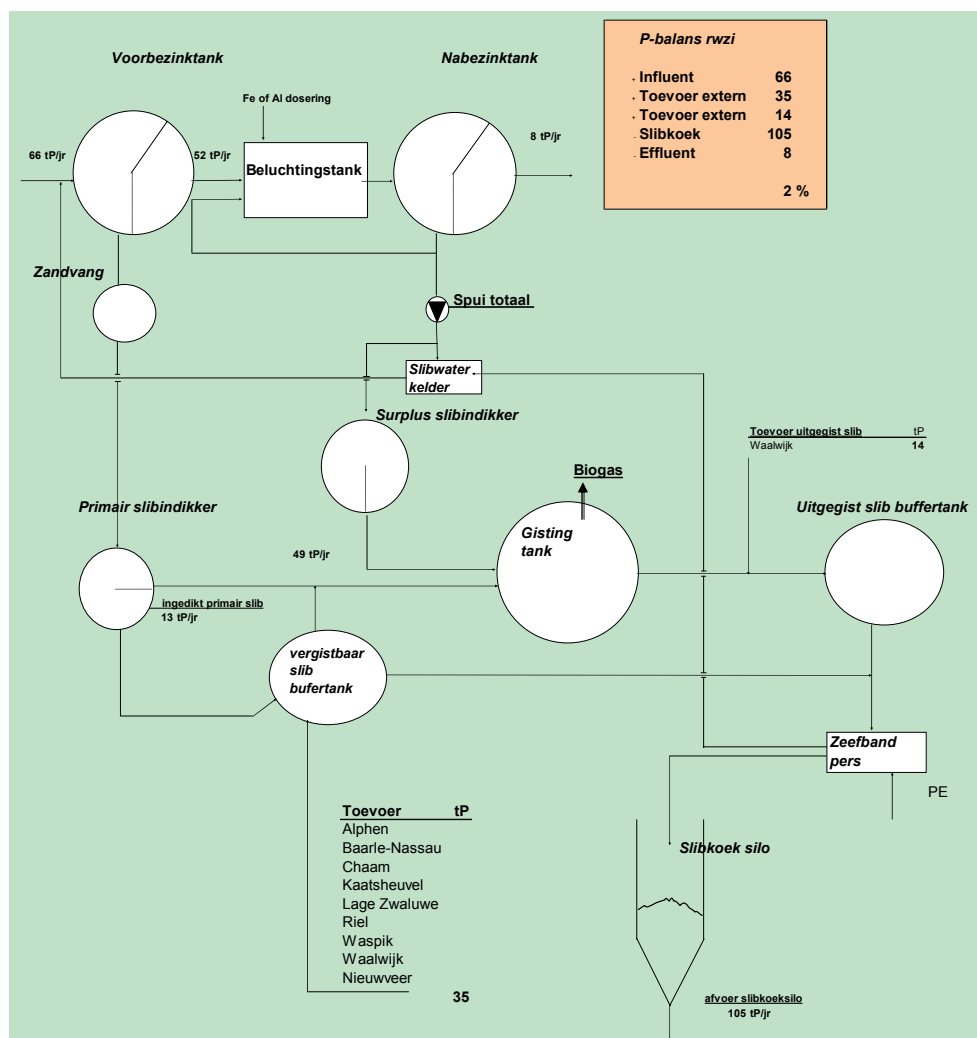 Voorbezinktank
Nabezinktank
P-balans rwzi
+ Influent 66
+ Toevoer extern 35
+ Toevoer extern 14
- Slibkoek 105
- Effluent 8
2 %
Fe of Al dosering
66 tP/jr
52 tP/jr
Beluchtingstank
8 tP/jr
Zandvang
Spui totaal
Slibwater
kelder
Surplus slibindikker
Toevoer uitgegist slib tP
Waalwijk 14
Biogas
Primair slibindikker
Uitgegist slib buffertank
Gisting
tank
49 tP/jr
ingedikt primair slib
13 tP/jr
vergistbaar
slib
bufertank
Zeefband
pers
PE
Toevoer tP
Alphen
Baarle-Nassau
Chaam
Kaatsheuvel
Lage Zwaluwe
Riel
Waspik
Waalwijk
Nieuwveer
35
Slibkoek silo
afvoer slibkoeksilo
105 tP/jr